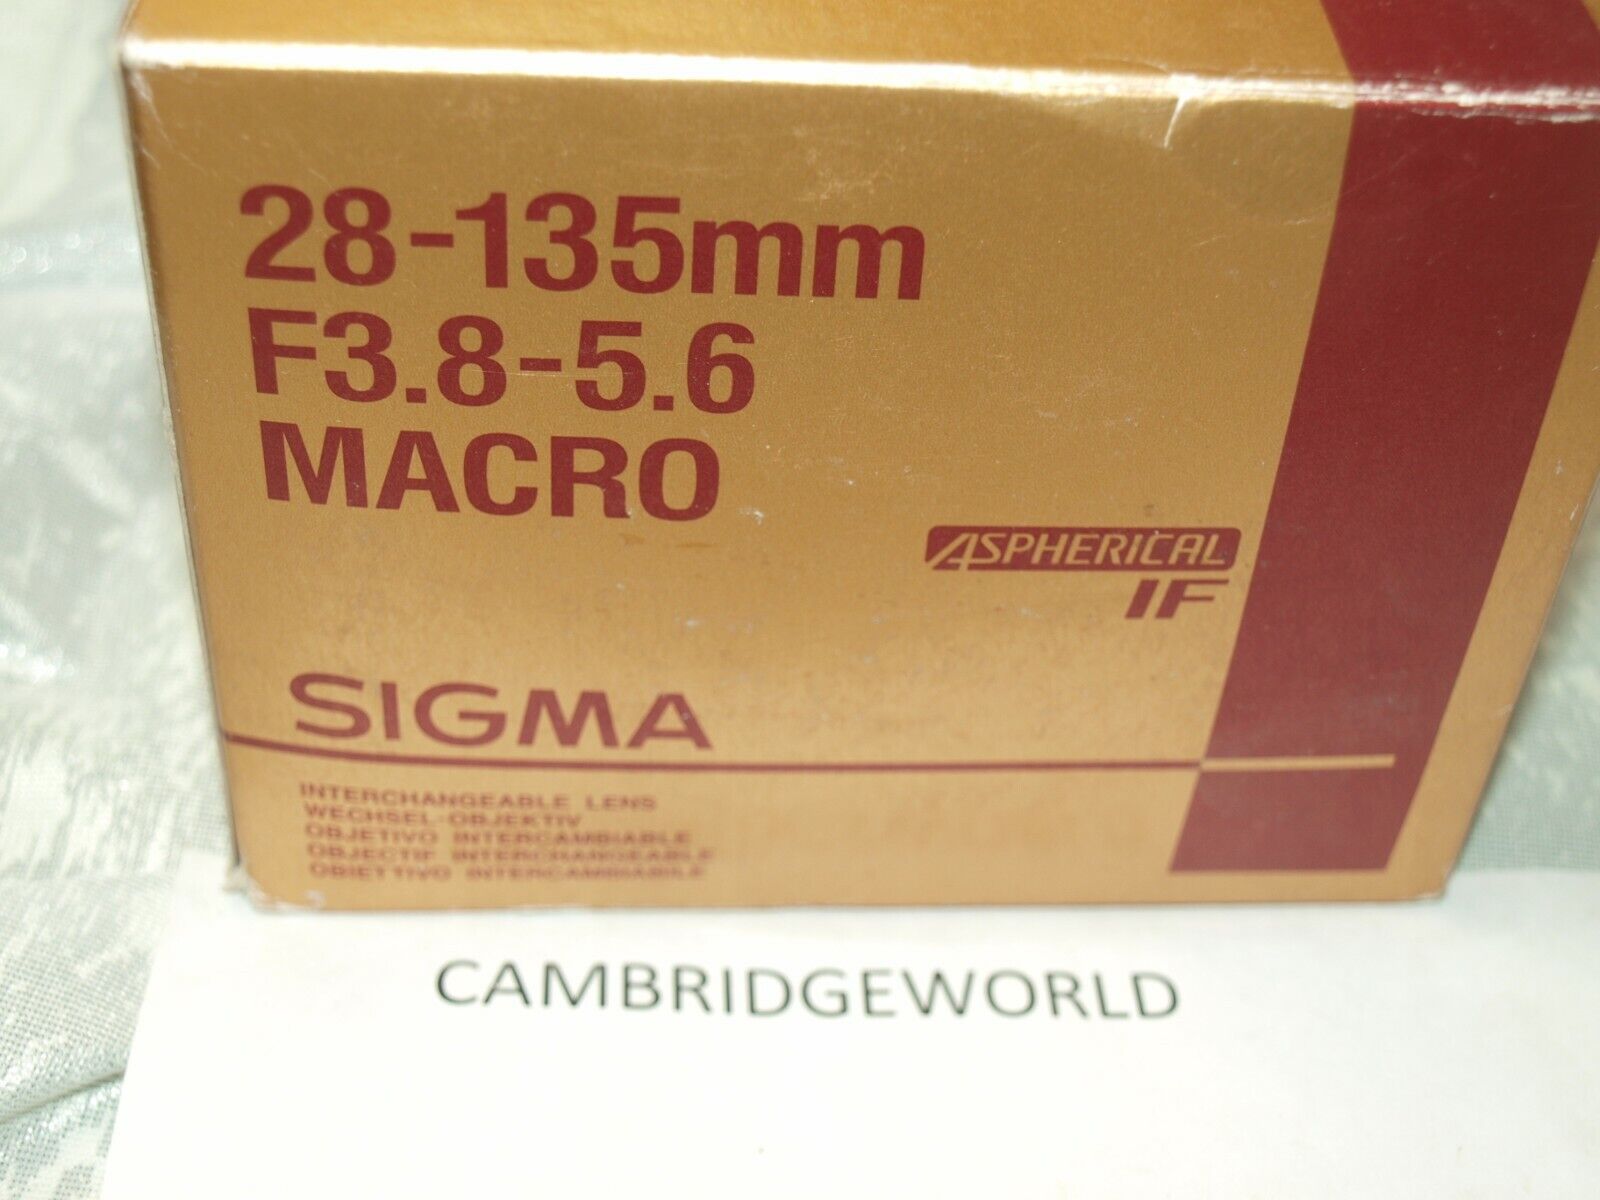 28-135mm
F3.8-5.6
MACRO
ASPHERICAL
IF
SIGMA
INTERCHANGEABLE LENS
WECHSEL-OBJEKTIV
OBJETIVO INTERCAMBIABLE
OBJECTIF INTERCHANGEABLE
OBIETTIVO INTERCAMBIABILE
CAMBRIDGEWORLD